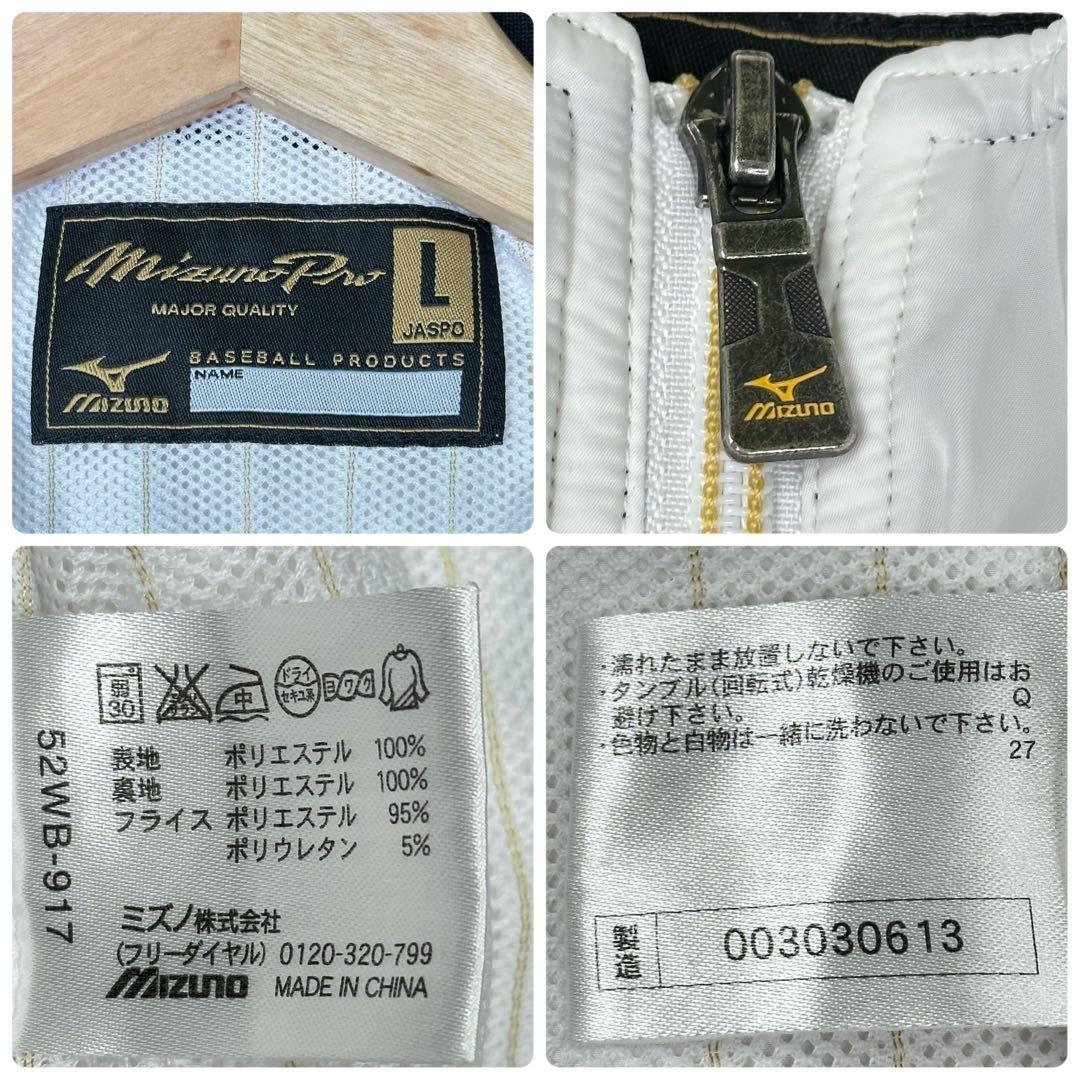 Mizuno Pro
L
MAJOR QUALITY
JASPO
BASEBALL PRODUCTS
NAME
MIZUNO
MIZUNO
弱
30
中
ドライ
セキユ系
ヨワク
表地 ポリエステル 100%
裏地 ポリエステル 100%
フライス ポリエステル 95%
ポリウレタン 5%
52WB-917
ミズノ株式会社
(フリーダイヤル) 0120-320-799
MIZUNO MADE IN CHINA
・濡れたまま放置しないで下さい。
・タンブル(回転式)乾燥機のご使用はお
避け下さい。
Q
・色物と白物は一緒に洗わないで下さい。
27
製造 003030613